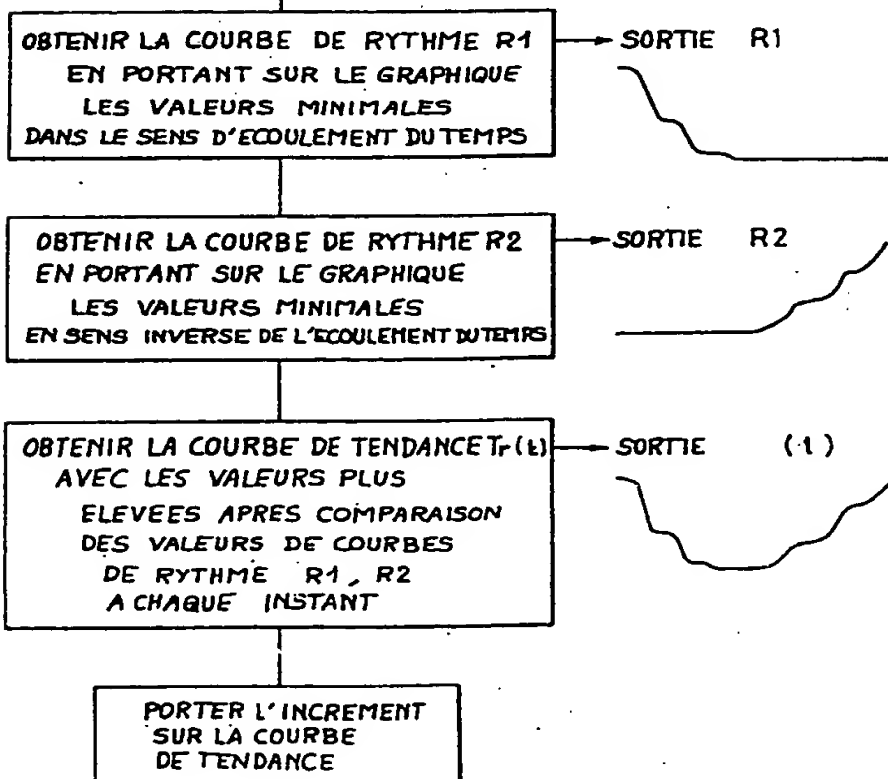 OBTENIR LA COURBE DE RYTHME R1
EN PORTANT SUR LE GRAPHIQUE
LES VALEURS MINIMALES
DANS LE SENS D'ECOULEMENT DU TEMPS
SORTIE R1
OBTENIR LA COURBE DE RYTHME R2
EN PORTANT SUR LE GRAPHIQUE
LES VALEURS MINIMALES
EN SENS INVERSE DE L'ECOULEMENT DU TEMPS
SORTIE R2
OBTENIR LA COURBE DE TENDANCE Tr(t)
AVEC LES VALEURS PLUS
ELEVEES APRES COMPARAISON
DES VALEURS DE COURBES
DE RYTHME R1, R2
A CHAQUE INSTANT
SORTIE (1)
PORTER L'INCREMENT
SUR LA COURBE
DE TENDANCE